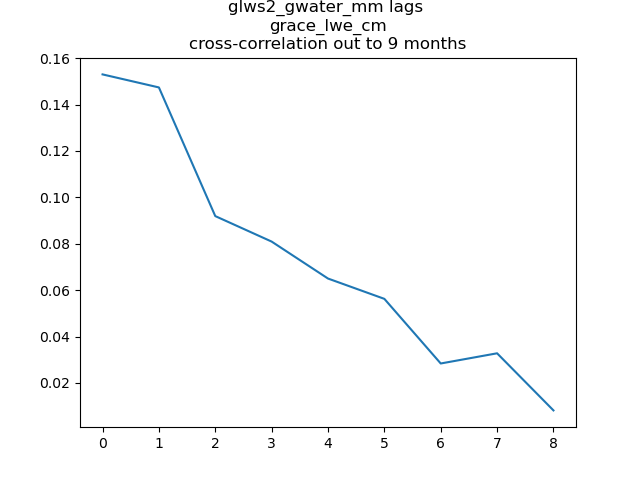 glws2_gwater_mm lags
grace_lwe_cm
cross-correlation out to 9 months
0.16
0.14
0.12
0.10
0.08
0.06
0.04
0.02
0 1 2 3 4 5 6 7 8